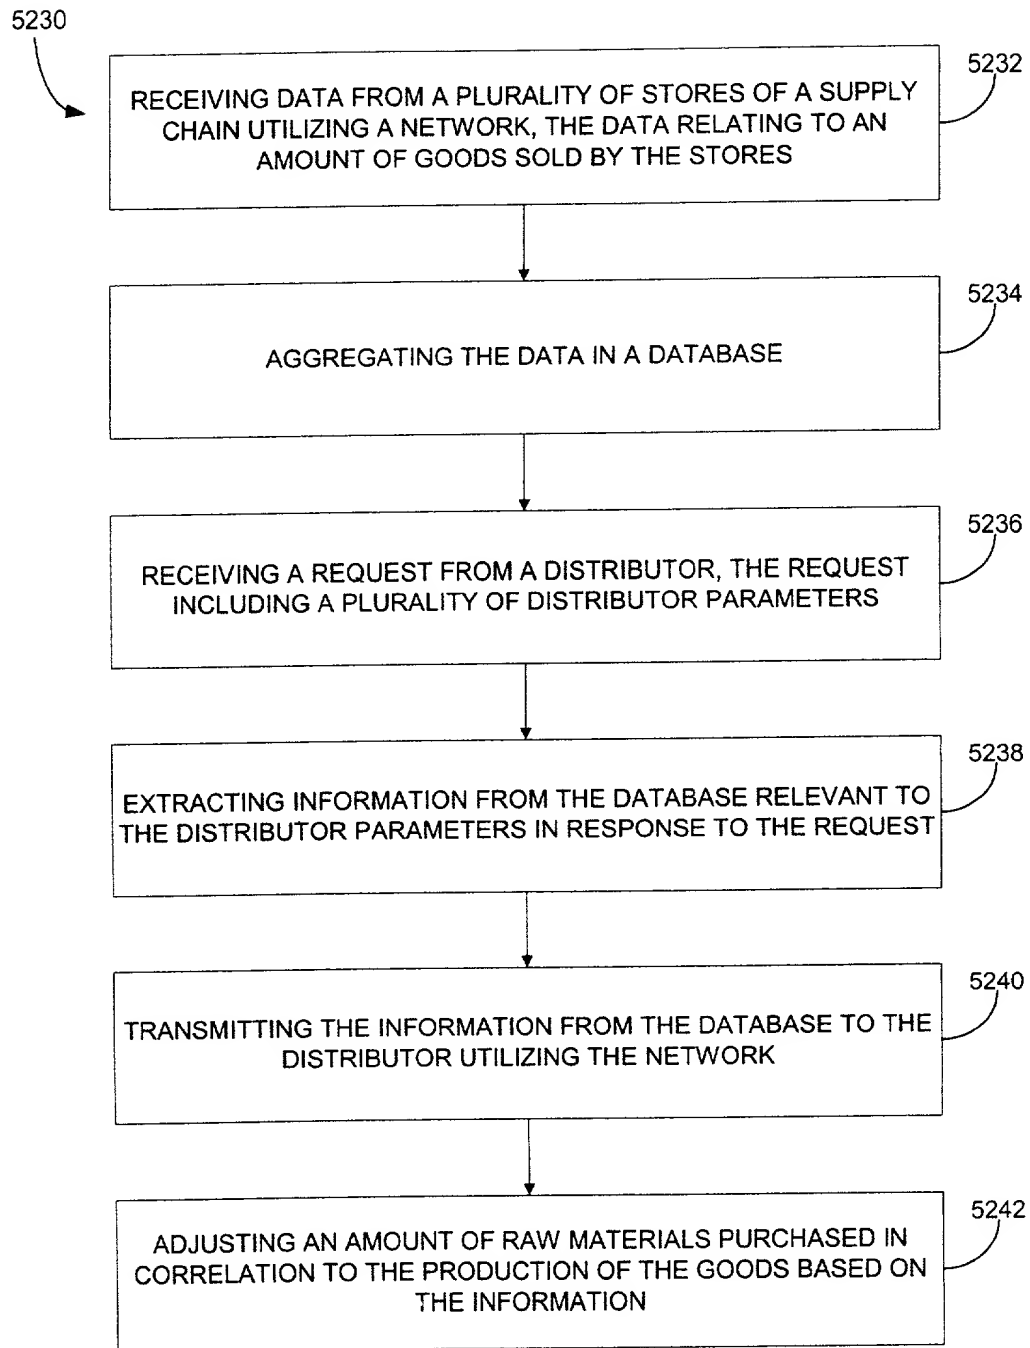 5230
5232
RECEIVING DATA FROM A PLURALITY OF STORES OF A SUPPLY
CHAIN UTILIZING A NETWORK, THE DATA RELATING TO AN
AMOUNT OF GOODS SOLD BY THE STORES
5234
AGGREGATING THE DATA IN A DATABASE
5236
RECEIVING A REQUEST FROM A DISTRIBUTOR, THE REQUEST
INCLUDING A PLURALITY OF DISTRIBUTOR PARAMETERS
5238
EXTRACTING INFORMATION FROM THE DATABASE RELEVANT TO
THE DISTRIBUTOR PARAMETERS IN RESPONSE TO THE REQUEST
5240
TRANSMITTING THE INFORMATION FROM THE DATABASE TO THE
DISTRIBUTOR UTILIZING THE NETWORK
5242
ADJUSTING AN AMOUNT OF RAW MATERIALS PURCHASED IN
CORRELATION TO THE PRODUCTION OF THE GOODS BASED ON
THE INFORMATION